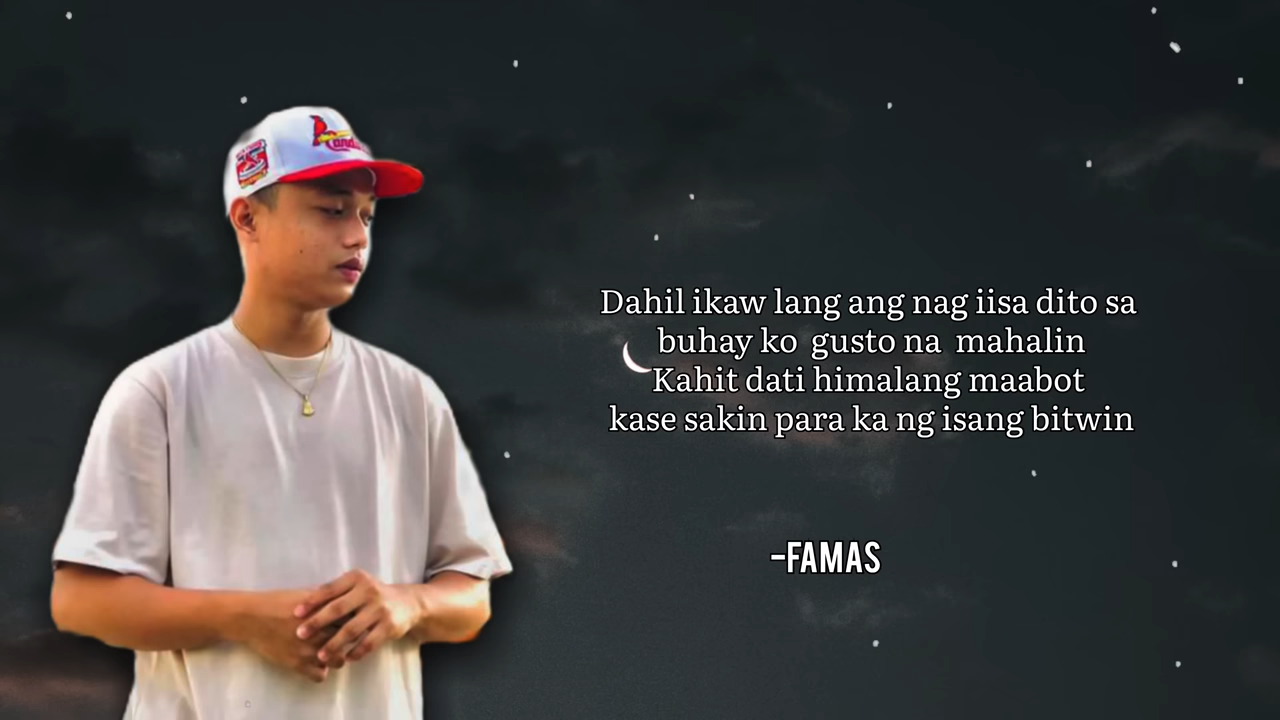 Dahil ikaw lang ang nag iisa dito sa
buhay ko gusto na mahalin
Kahit dati himalang maabot
kase sakin para ka ng isang bitwin
-FAMAS